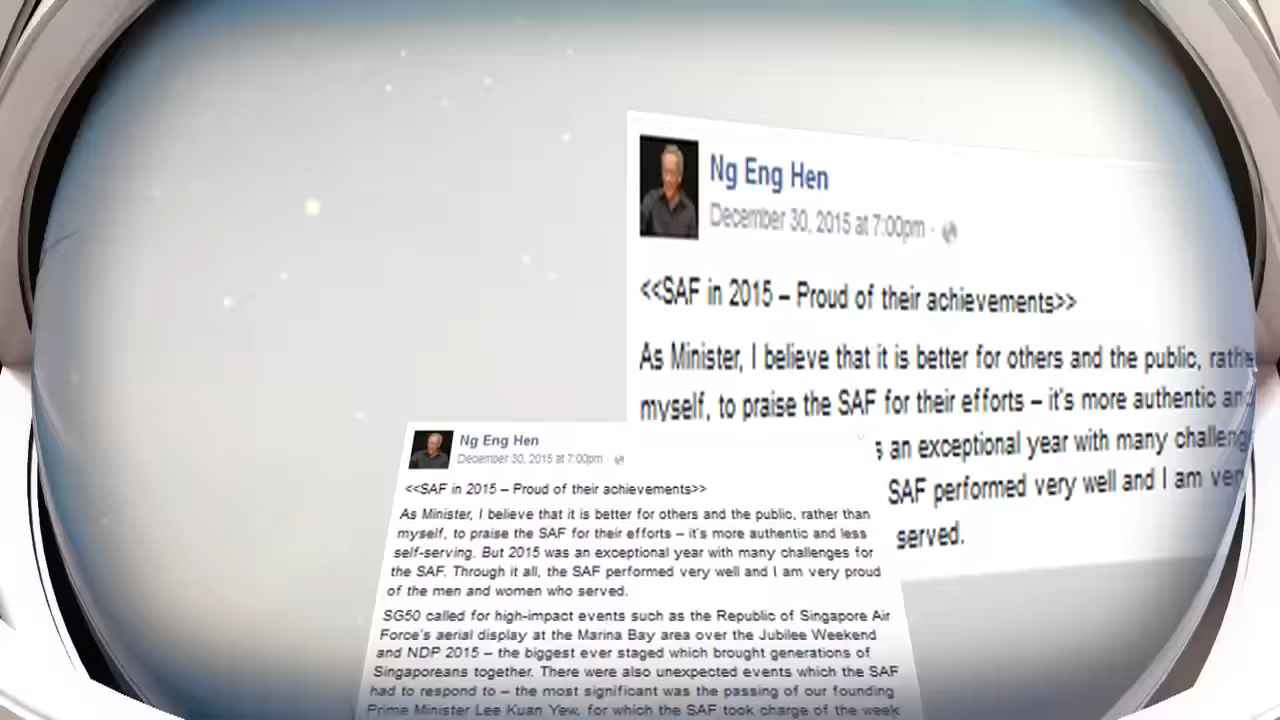 Ng Eng Hen
December 30, 2015 at 7:00pm ·
<<SAF in 2015 – Proud of their achievements>>
As Minister, I believe that it is better for others and the public,
myself, to praise the SAF for their efforts – it's more authentic
an exceptional year with many
SAF performed very well and I am
served.
Ng Eng Hen
December 30, 2015 at 7:00pm ·
<<SAF in 2015 – Proud of their achievements>>
As Minister, I believe that it is better for others and the public, rather than
myself, to praise the SAF for their efforts – it's more authentic and less
self-serving. But 2015 was an exceptional year with many challenges for
the SAF. Through it all, the SAF performed very well and I am very proud
of the men and women who served.
SG50 called for high-impact events such as the Republic of Singapore Air
Force's aerial display at the Marina Bay area over the Jubilee Weekend
and NDP 2015 – the biggest ever staged which brought generations of
Singaporeans together. There were also unexpected events which the SAF
had to respond to – the most significant was the passing of our founding
Prime Minister Lee Kuan Yew, for which the SAF took charge of the week